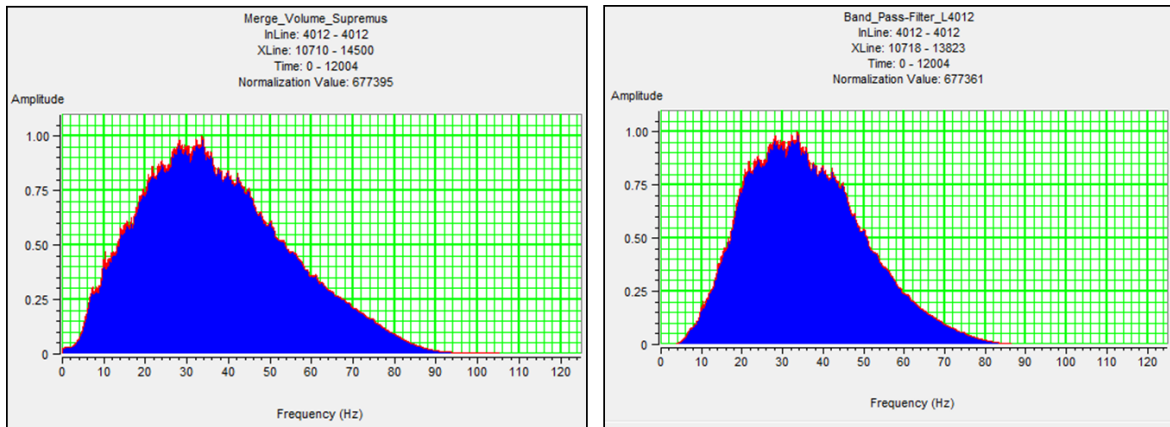 Merge_Volume_Supremus
InLine: 4012 - 4012
XLine: 10710 - 14500
Time: 0 - 12004
Normalization Value: 677395
Amplitude
1.00
0.75
0.50
0.25
0
0 10 20 30 40 50 60 70 80 90 100 110 120
Frequency (Hz)
Band_Pass-Filter_L4012
InLine: 4012 - 4012
XLine: 10718 - 13823
Time: 0 - 12004
Normalization Value: 677361
Amplitude
1.00
0.75
0.50
0.25
0
0 10 20 30 40 50 60 70 80 90 100 110 120
Frequency (Hz)